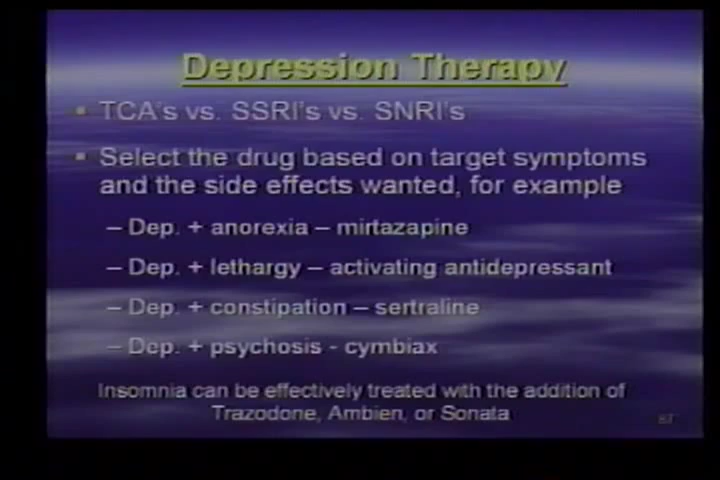 Depression Therapy
▪ TCA's vs. SSRI's vs. SNRI's
▪ Select the drug based on target symptoms
and the side effects wanted, for example
– Dep. + anorexia – mirtazapine
– Dep. + lethargy – activating antidepressant
– Dep. + constipation – sertraline
– Dep. + psychosis - cymbiax
Insomnia can be effectively treated with the addition of
Trazodone, Ambien, or Sonata